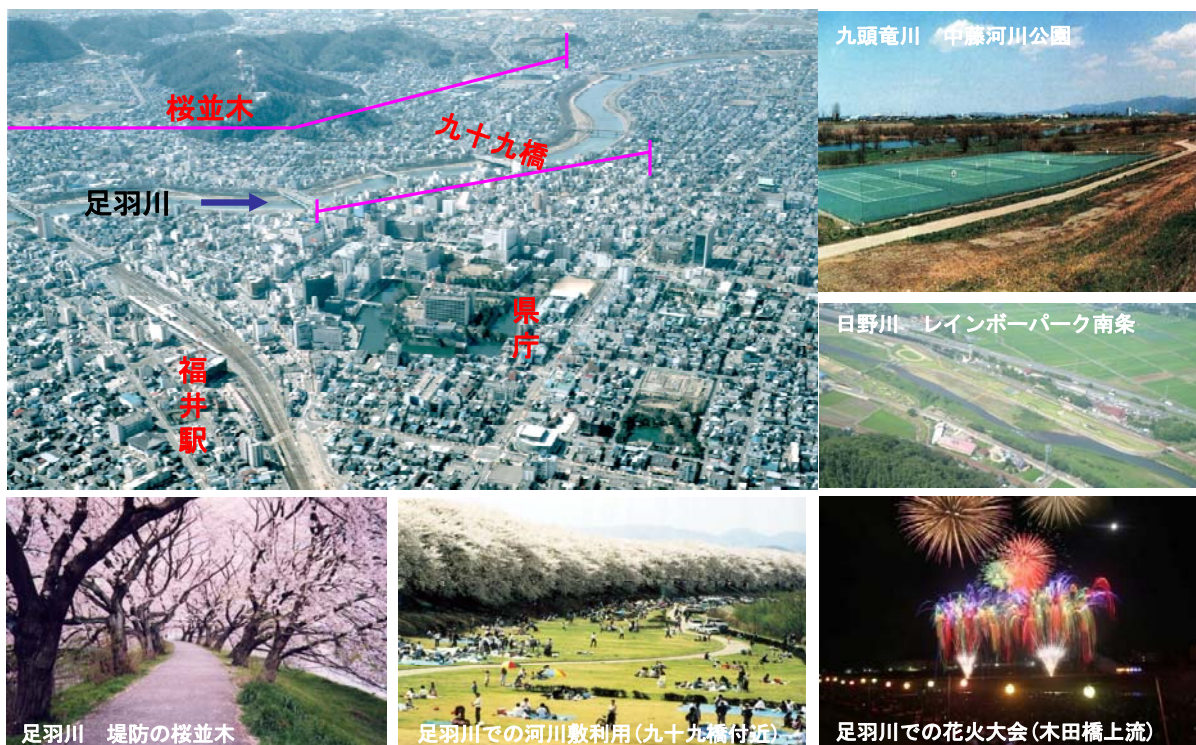 桜並木
九十九橋
足羽川
県庁
福井駅
九頭竜川　中藤河川公園
日野川　レインボーパーク南条
足羽川　堤防の桜並木
足羽川での河川敷利用（九十九橋付近）
足羽川での花火大会（木田橋上流）